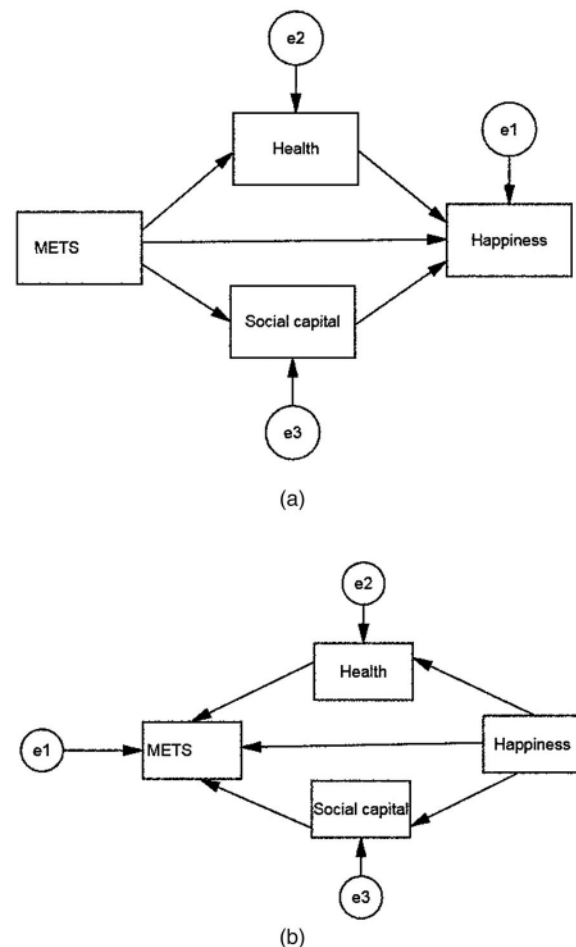 e2
e1
Health
METS
Happiness
Social capital
e3
(a)
e2
Health
e1
METS
Happiness
Social capital
e3
(b)